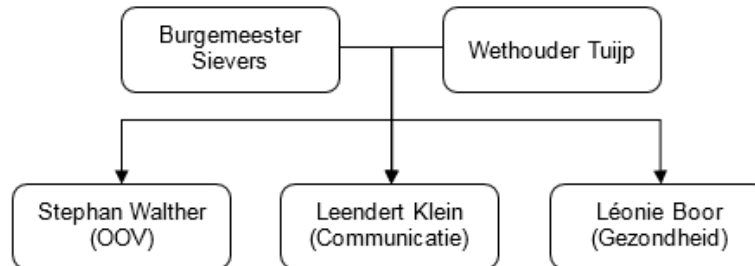 Burgemeester
Sievers
Wethouder Tuijp
Stephan Walther
(OOV)
Leendert Klein
(Communicatie)
Léonie Boor
(Gezondheid)